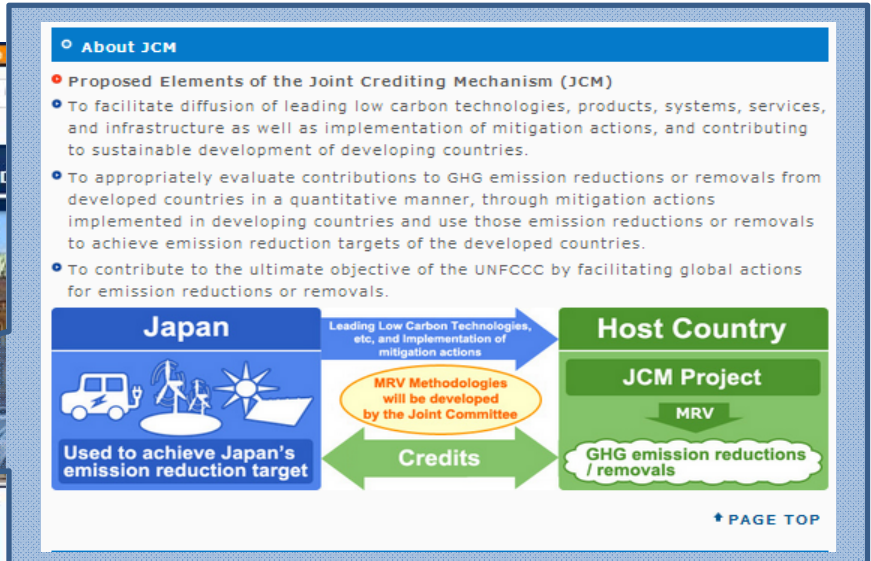 About JCM
Proposed Elements of the Joint Crediting Mechanism (JCM)
To facilitate diffusion of leading low carbon technologies, products, systems, services,
and infrastructure as well as implementation of mitigation actions, and contributing
to sustainable development of developing countries.
To appropriately evaluate contributions to GHG emission reductions or removals from
developed countries in a quantitative manner, through mitigation actions
implemented in developing countries and use those emission reductions or removals
to achieve emission reduction targets of the developed countries.
To contribute to the ultimate objective of the UNFCCC by facilitating global actions
for emission reductions or removals.
Japan
Used to achieve Japan's
emission reduction target
Leading Low Carbon Technologies,
etc, and Implementation of
mitigation actions
MRV Methodologies
will be developed
by the Joint Committee
Credits
Host Country
JCM Project
MRV
GHG emission reductions
/ removals
PAGE TOP